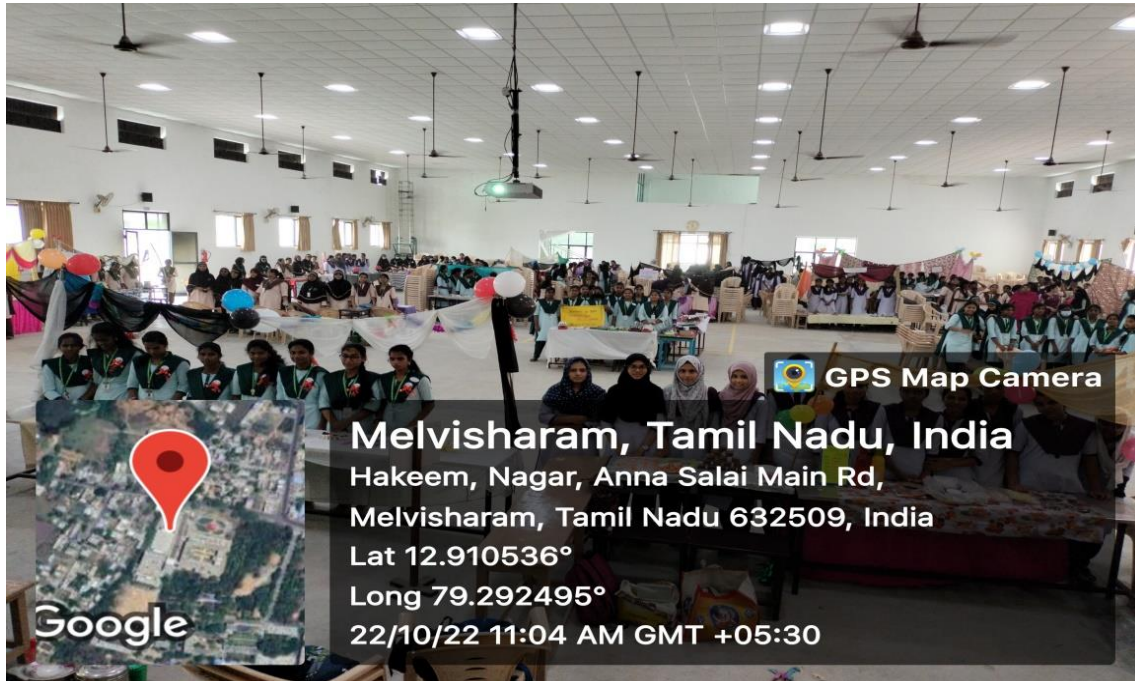 GPS Map Camera
Melvisharam, Tamil Nadu, India
Hakeem, Nagar, Anna Salai Main Rd,
Melvisharam, Tamil Nadu 632509, India
Lat 12.910536°
Long 79.292495°
22/10/22 11:04 AM GMT +05:30
Google